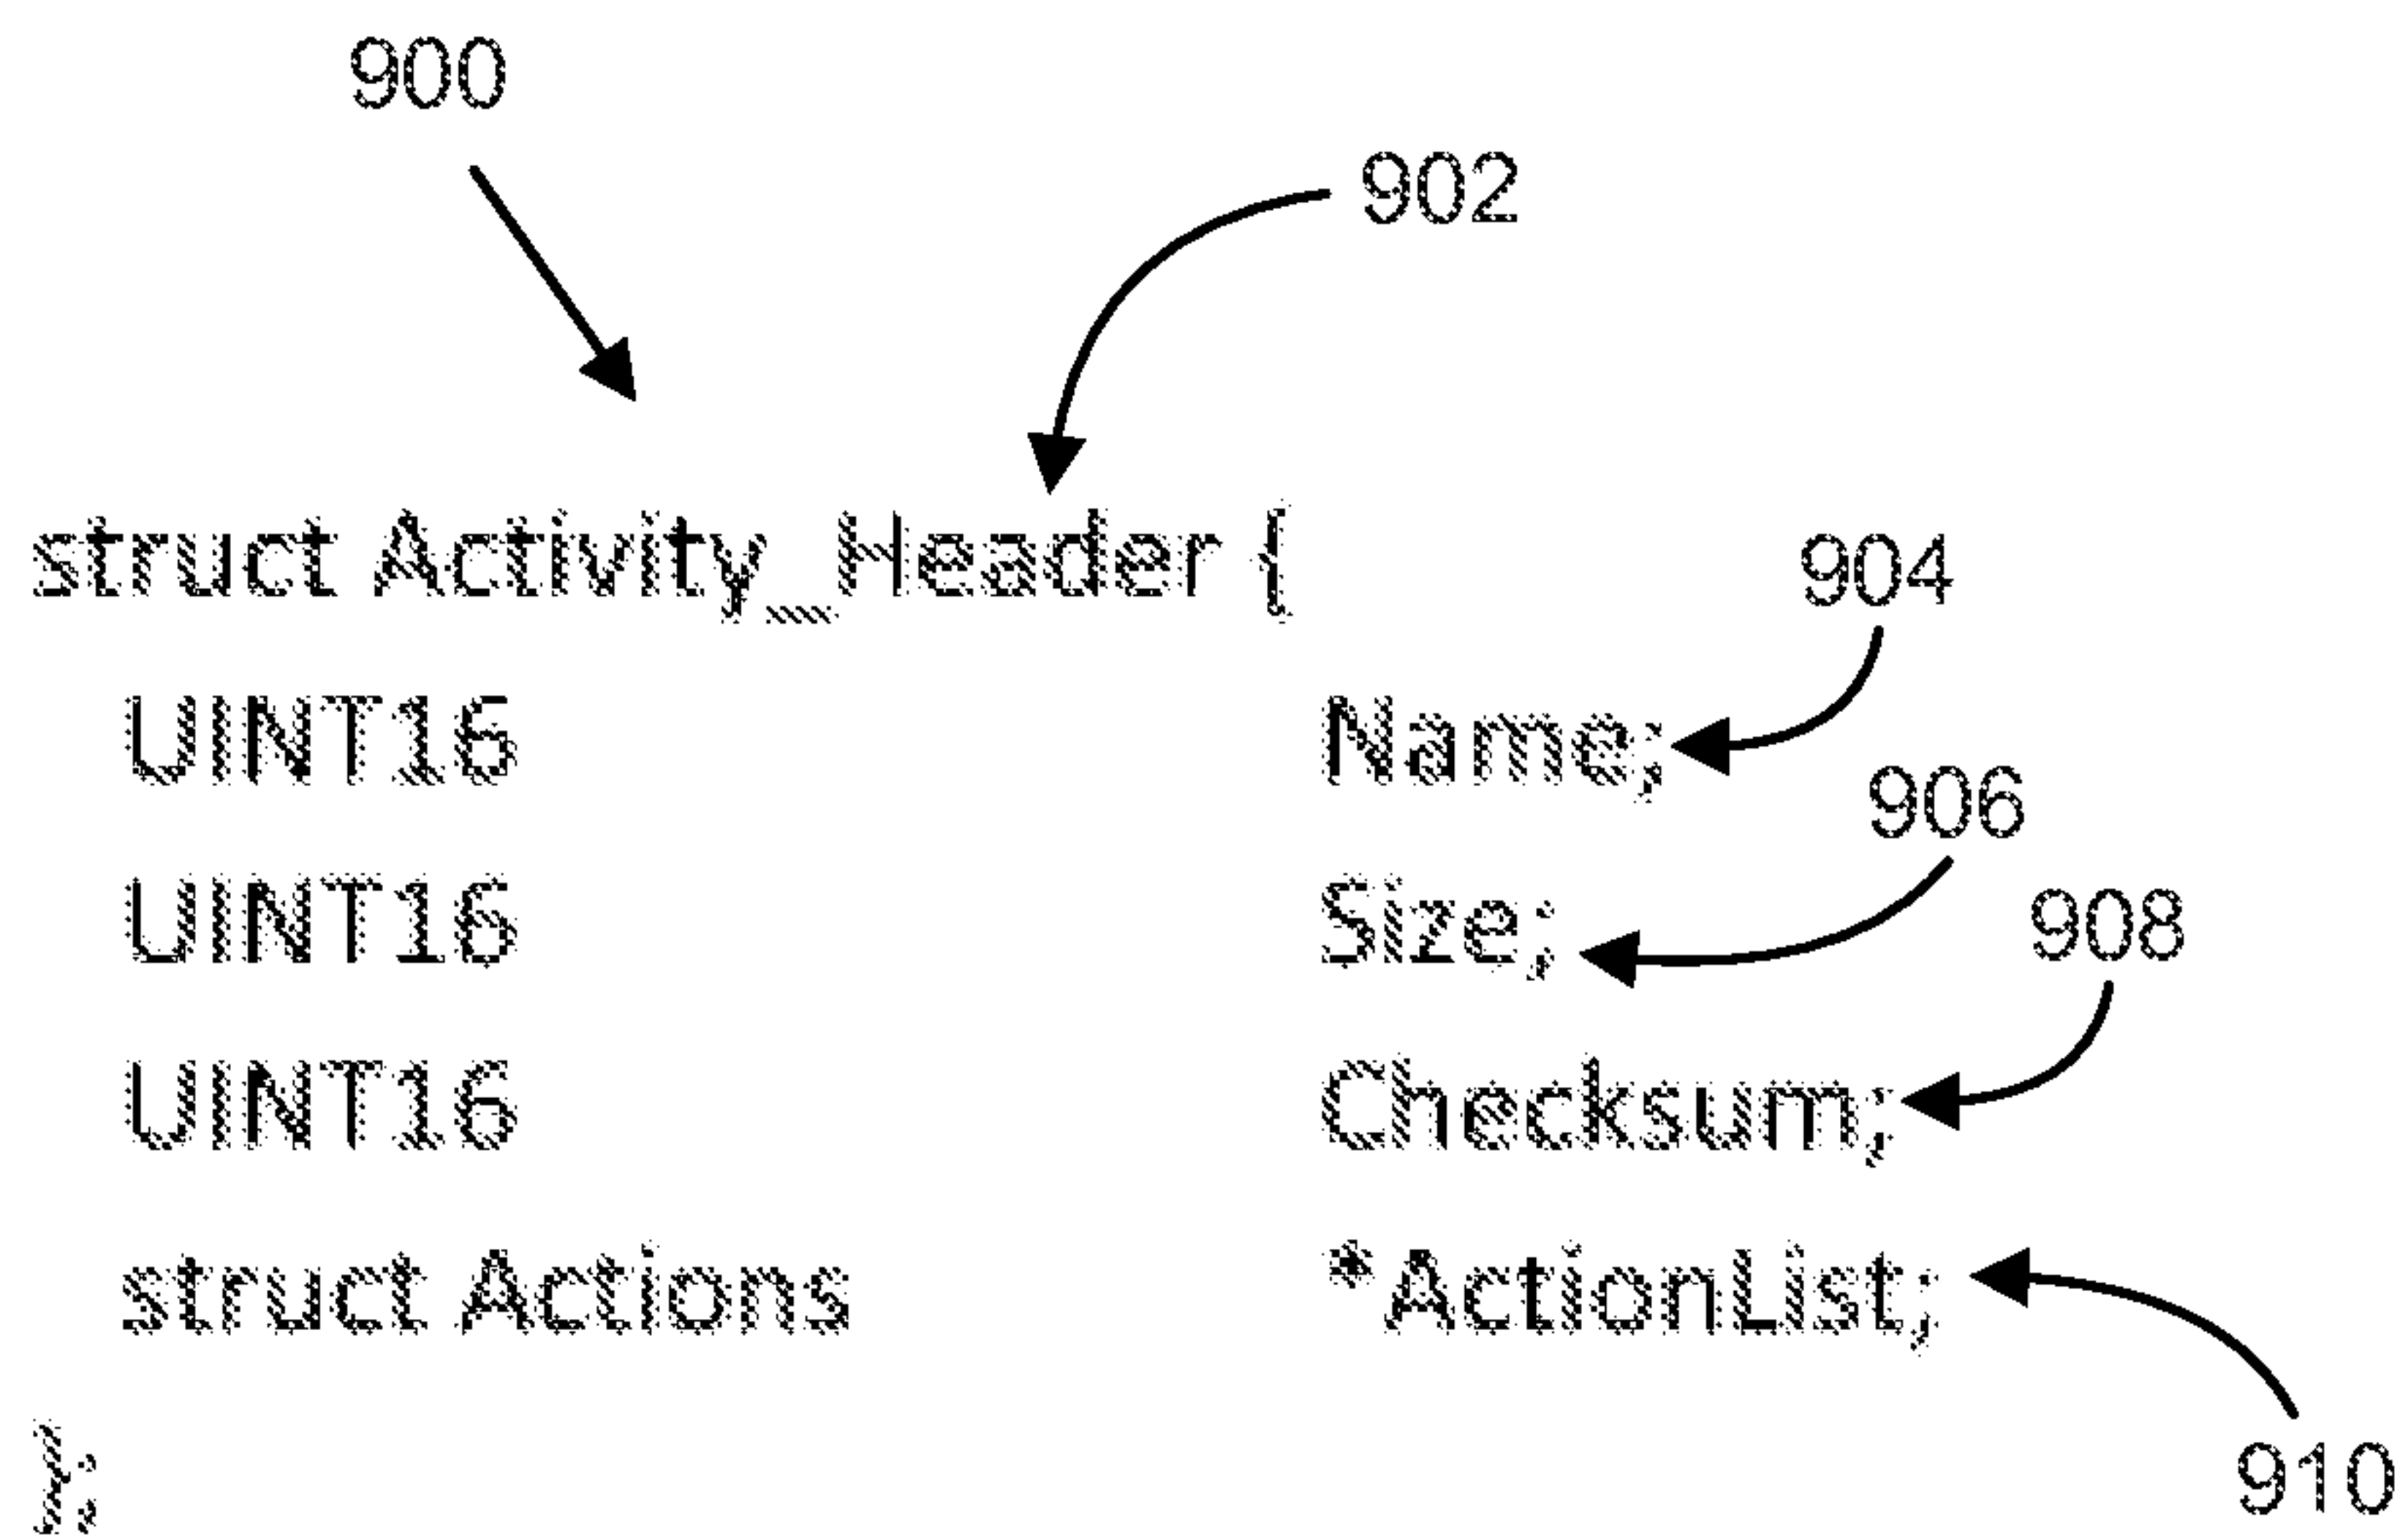 900
902
struct Activity_Header {
904
UINT16 Name;
906
UINT16 Size;
908
UINT16 Checksum;
struct Actions *ActionList;
};
910